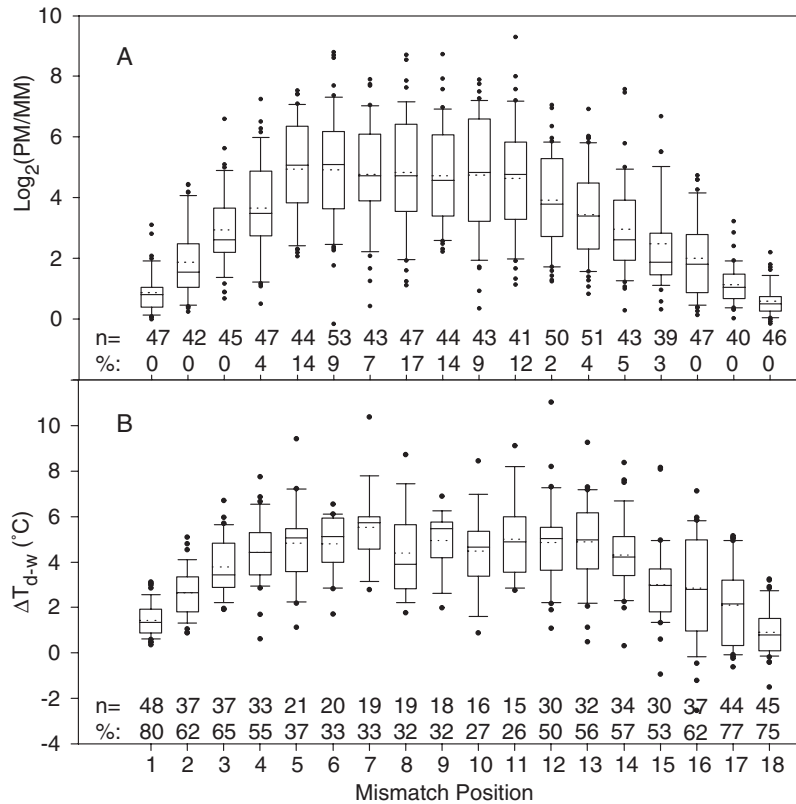 10
A
8
6
4
2
0
Log2(PM/MM)
n= 47 42 45 47 44 53 43 47 44 43 41 50 51 43 39 47 40 46
%: 0 0 0 4 14 9 7 17 14 9 12 2 4 5 3 0 0 0
B
10
8
6
4
2
0
-2
-4
ΔTd-w (°C)
n= 48 37 37 33 21 20 19 19 18 16 15 30 32 34 30 37 44 45
%: 80 62 65 55 37 33 33 32 32 27 26 50 56 57 53 62 77 75
1 2 3 4 5 6 7 8 9 10 11 12 13 14 15 16 17 18
Mismatch Position